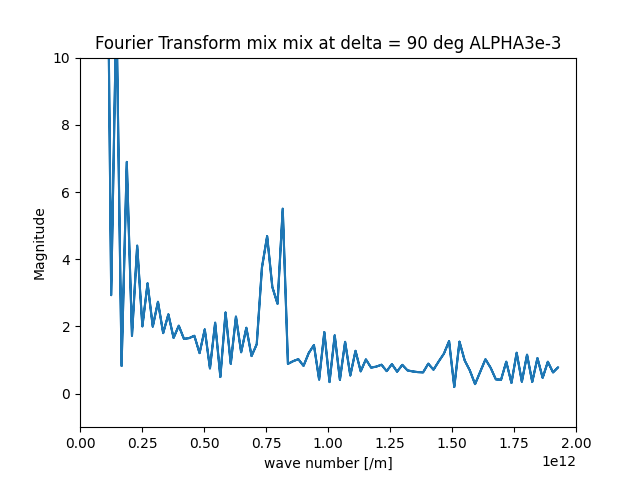 Fourier Transform mix mix at delta = 90 deg ALPHA3e-3
10
8
6
4
2
0
Magnitude
0.00 0.25 0.50 0.75 1.00 1.25 1.50 1.75 2.00
wave number [/m]
1e12